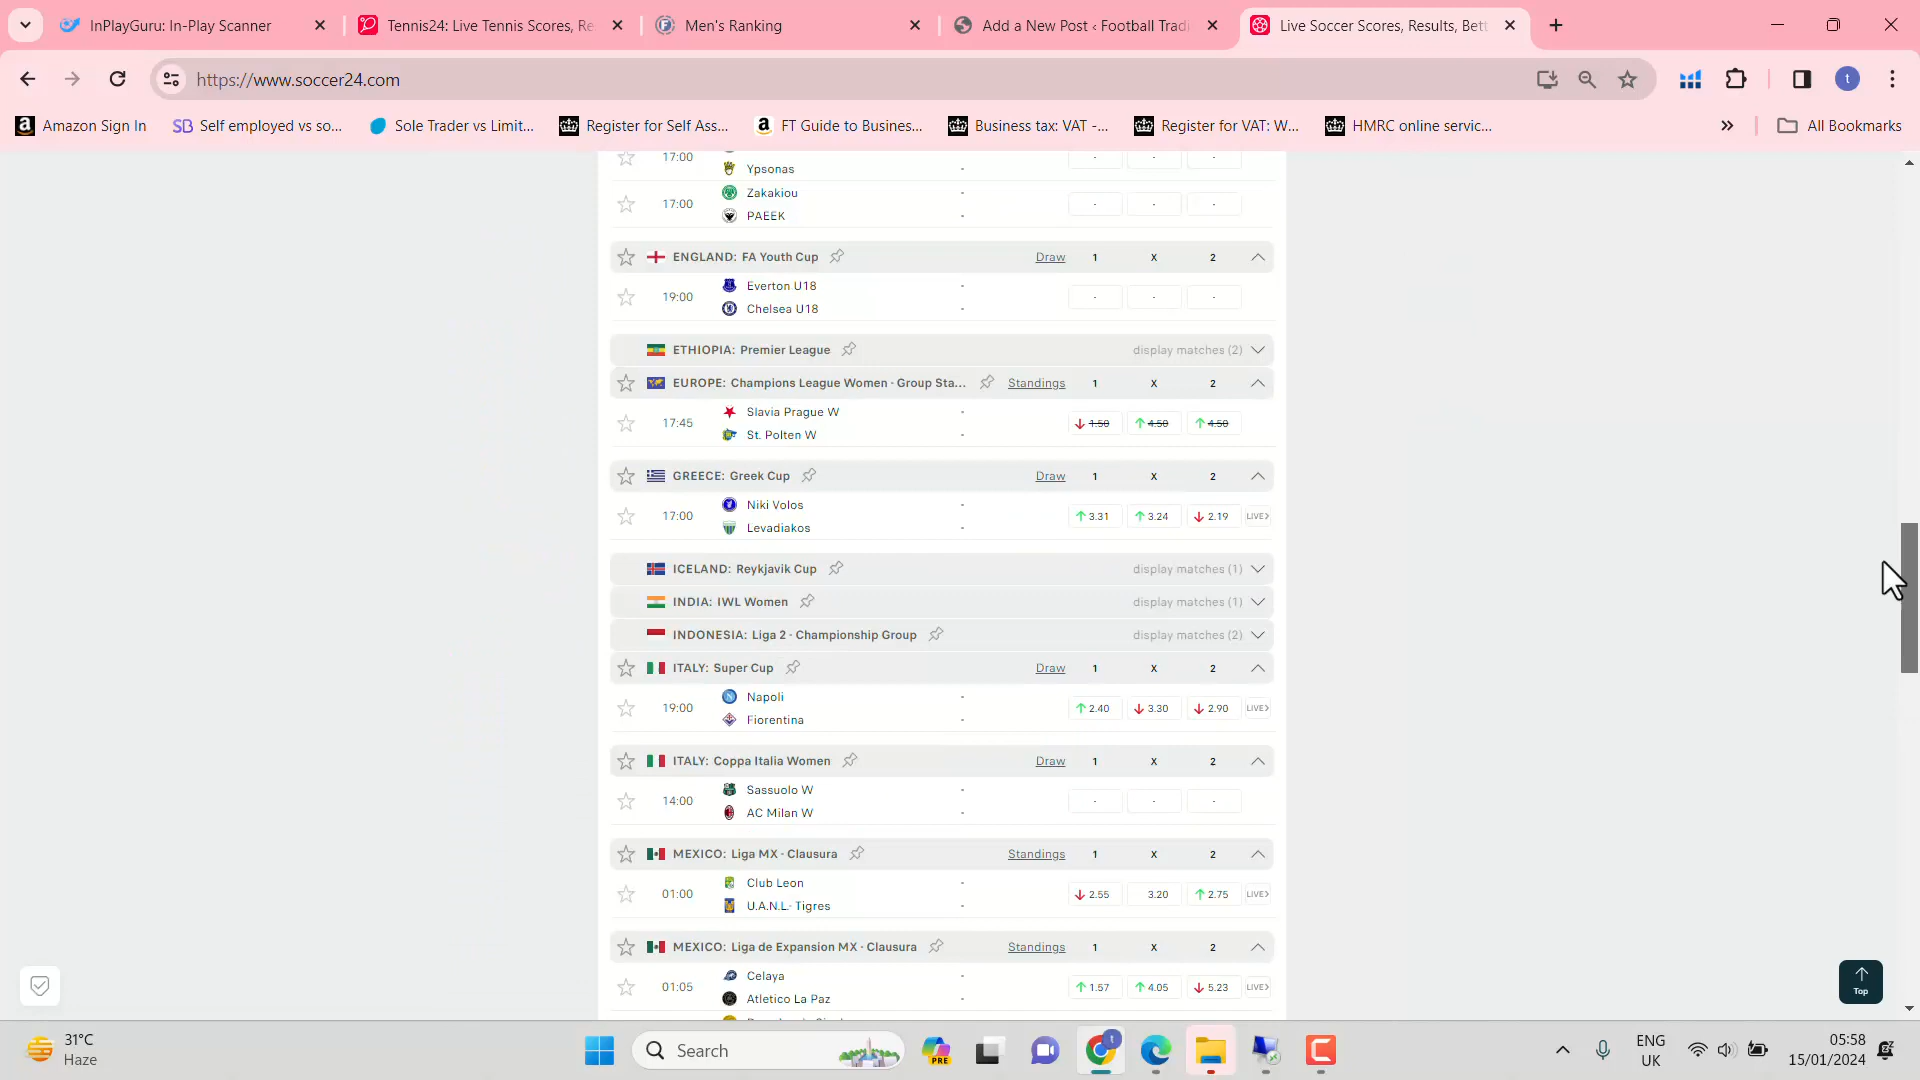 InPlayGuru: In-Play Scanner
Tennis24: Live Tennis Scores, Re
Men's Ranking
Add a New Post ‹ Football Tradi
Live Soccer Scores, Results, Bett
https://www.soccer24.com
t
Amazon Sign In
Self employed vs so...
Sole Trader vs Limit...
Register for Self Ass...
FT Guide to Busines...
Business tax: VAT -...
Register for VAT: W...
HMRC online servic...
All Bookmarks
17:00
Ypsonas - - - -
Zakakiou -
17:00 - - -
PAEEK -
ENGLAND: FA Youth Cup Draw 1 X 2
Everton U18 -
19:00 - - -
Chelsea U18 -
ETHIOPIA: Premier League display matches (2)
EUROPE: Champions League Women - Group Sta... Standings 1 X 2
Slavia Prague W -
17:45 1.50 4.50 4.50
St. Polten W -
GREECE: Greek Cup Draw 1 X 2
Niki Volos -
17:00 3.31 3.24 2.19 LIVE>
Levadiakos -
ICELAND: Reykjavik Cup display matches (1)
INDIA: IWL Women display matches (1)
INDONESIA: Liga 2 - Championship Group display matches (2)
ITALY: Super Cup Draw 1 X 2
Napoli -
19:00 2.40 3.30 2.90 LIVE>
Fiorentina -
ITALY: Coppa Italia Women Draw 1 X 2
Sassuolo W -
14:00 - - -
AC Milan W -
MEXICO: Liga MX - Clausura Standings 1 X 2
Club Leon -
01:00 2.55 3.20 2.75 LIVE>
U.A.N.L.- Tigres -
MEXICO: Liga de Expansion MX - Clausura Standings 1 X 2
Celaya -
01:05 1.57 4.05 5.23 LIVE>
Atletico La Paz -
Top
31°C
Haze
Search
PRE
t
ENG
UK
05:58
15/01/2024